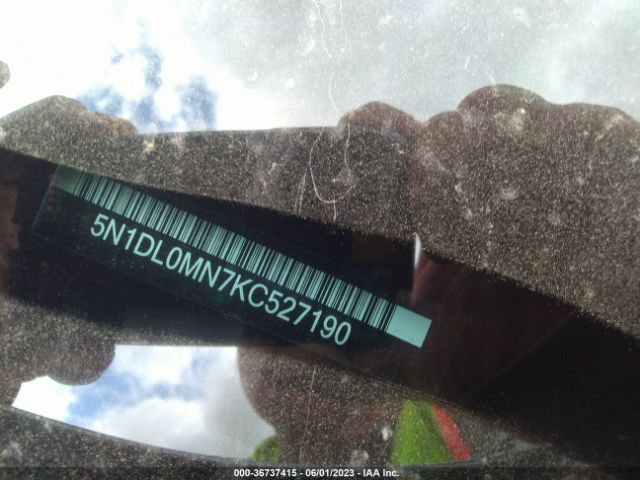 5N1DL0MN7KC527190
000-36737415 - 06/01/2023 - IAA Inc.